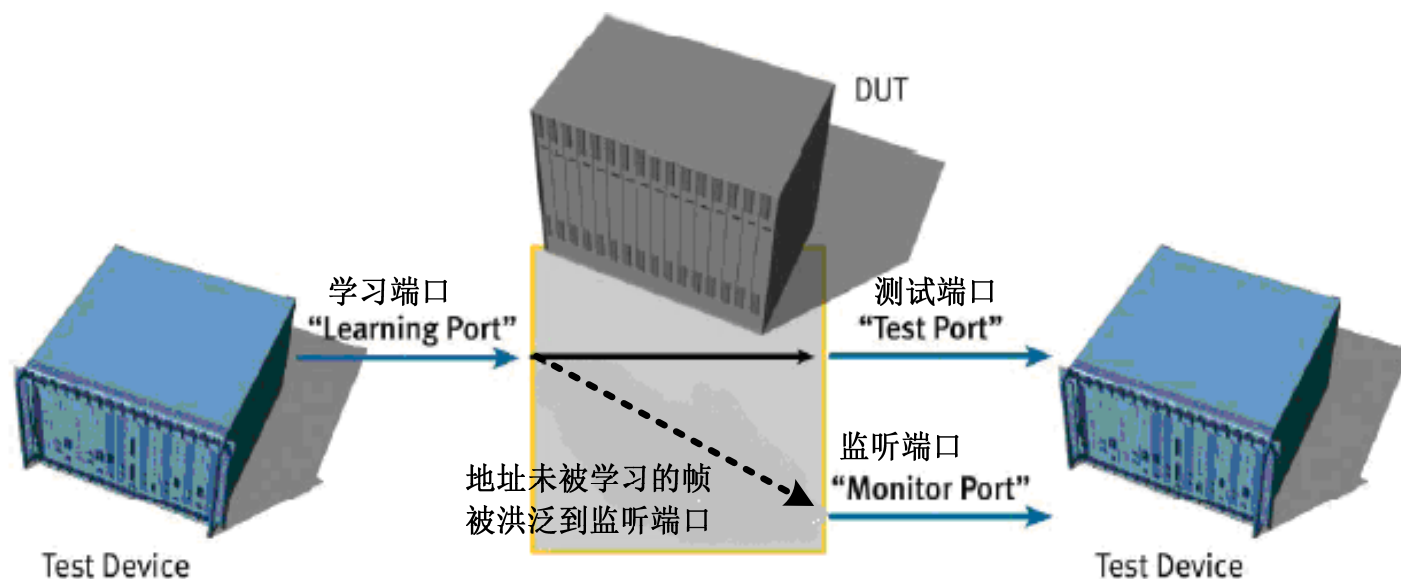 DUT
学习端口
“Learning Port”
测试端口
“Test Port”
监听端口
“Monitor Port”
地址未被学习的帧
被洪泛到监听端口
Test Device
Test Device